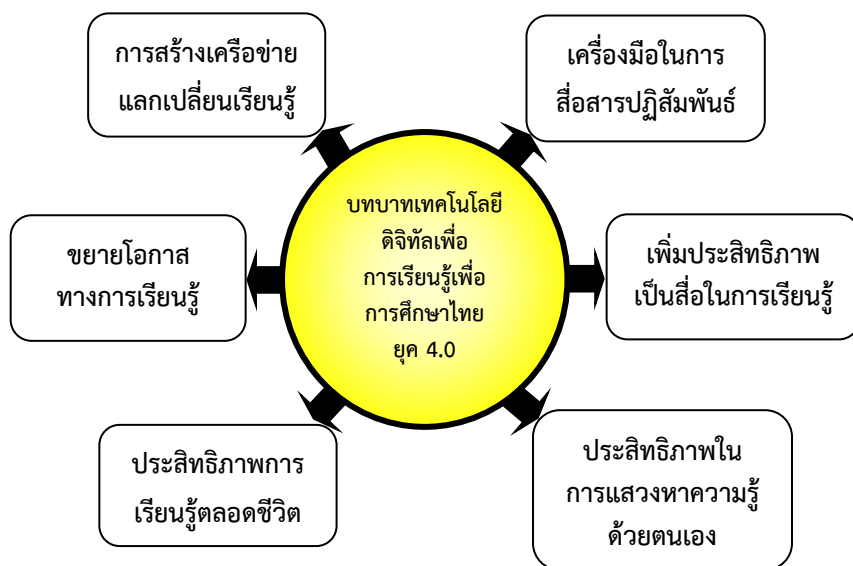 การสร้างเครือข่าย
แลกเปลี่ยนเรียนรู้
เครื่องมือในการ
สื่อสารปฏิสัมพันธ์
บทบาทเทคโนโลยี
ดิจิทัลเพื่อ
การเรียนรู้เพื่อ
การศึกษาไทย
ยุค 4.0
ขยายโอกาส
ทางการเรียนรู้
เพิ่มประสิทธิภาพ
เป็นสื่อในการเรียนรู้
ประสิทธิภาพการ
เรียนรู้ตลอดชีวิต
ประสิทธิภาพใน
การแสวงหาความรู้
ด้วยตนเอง